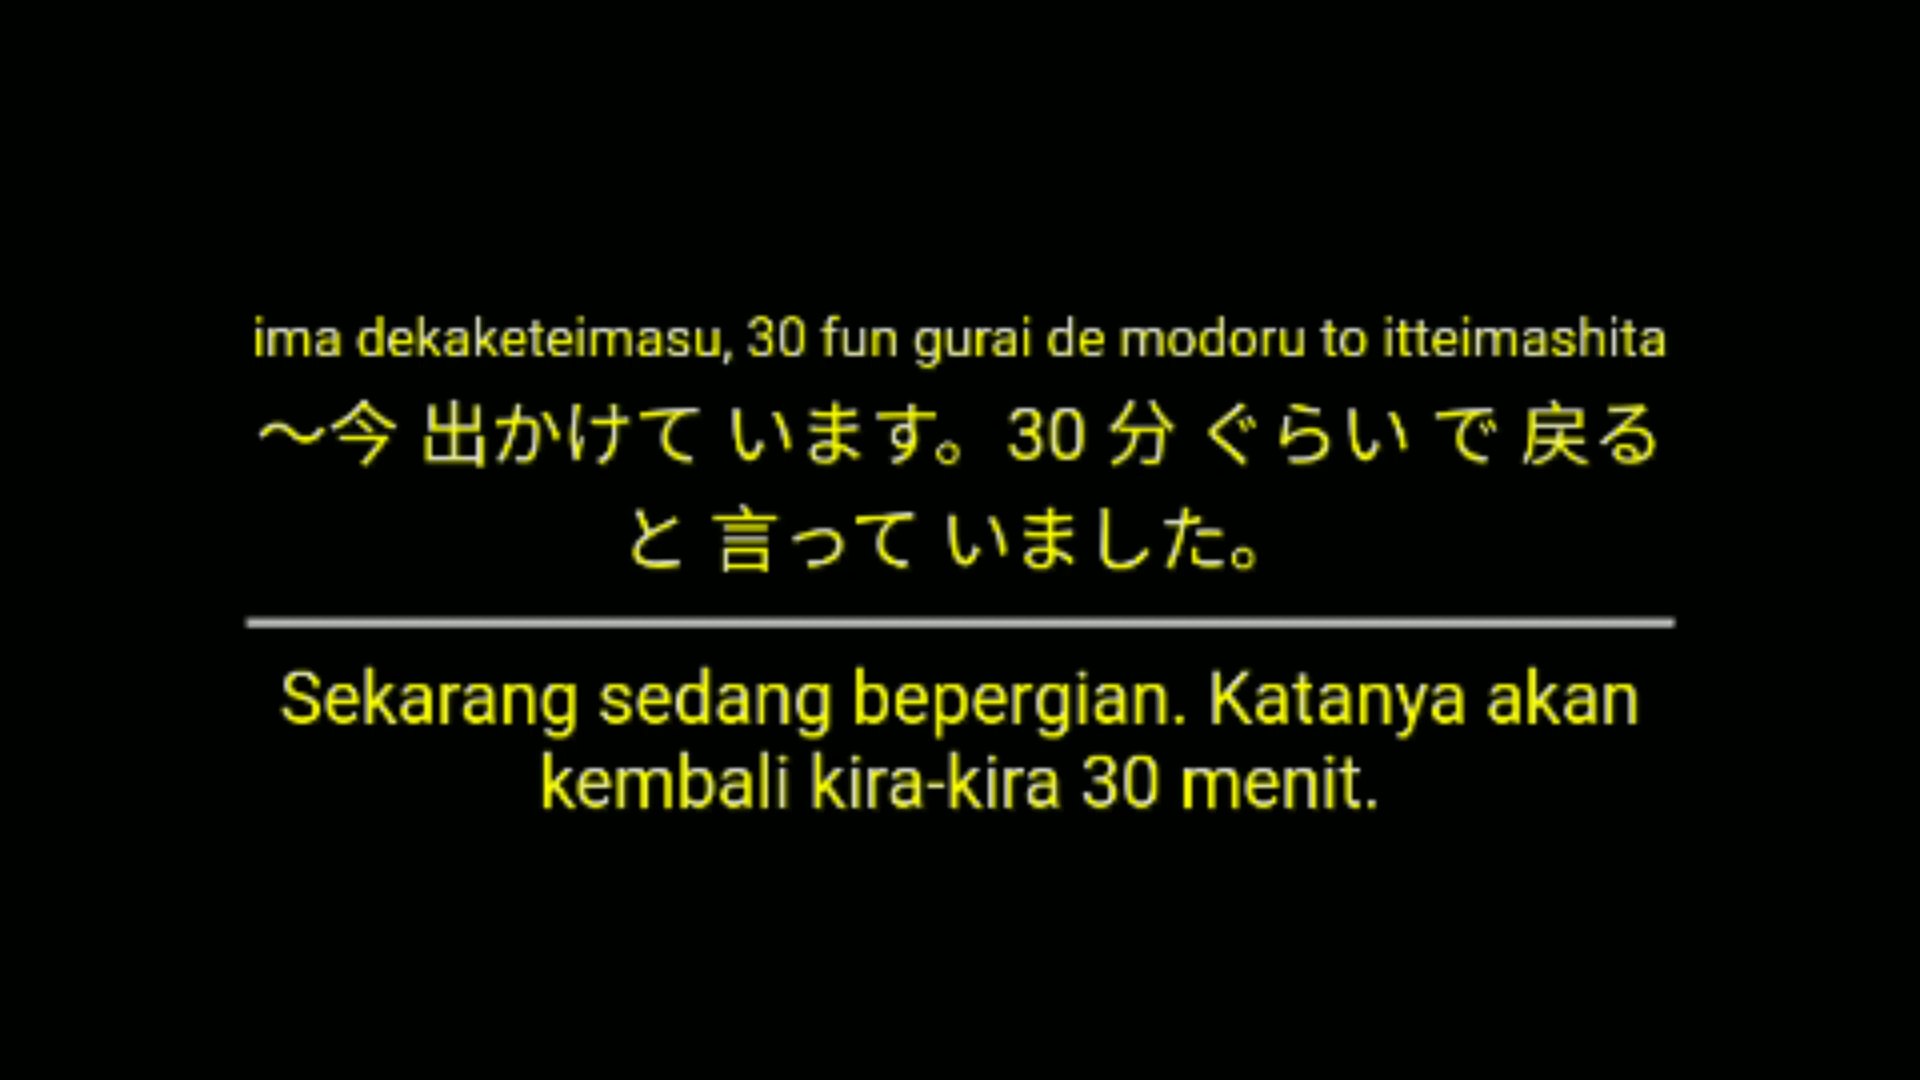 ima dekaketeimasu, 30 fun gurai de modoru to itteimashita
～今 出かけて います。30 分 ぐらい で 戻る
と 言って いました。
Sekarang sedang bepergian. Katanya akan
kembali kira-kira 30 menit.